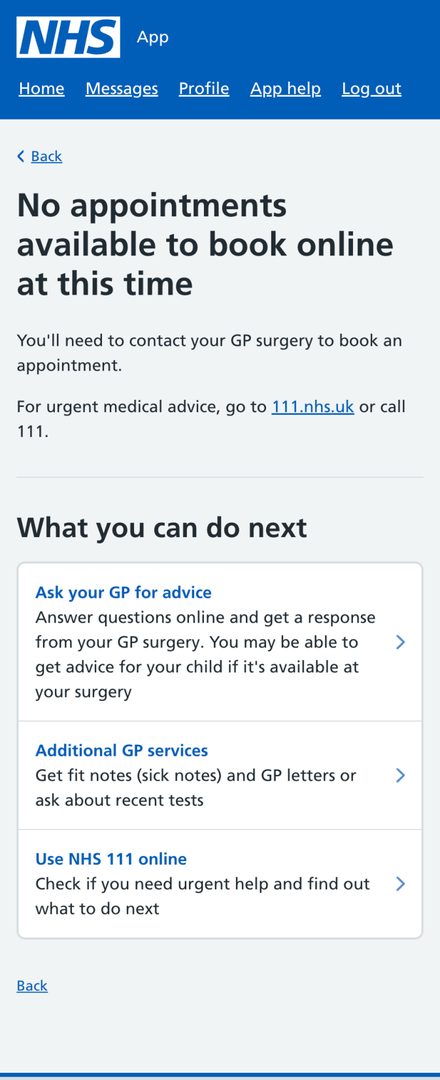 NHS App
Home Messages Profile App help Log out
Back
No appointments
available to book online
at this time
You'll need to contact your GP surgery to book an
appointment.
For urgent medical advice, go to 111.nhs.uk or call
111.
What you can do next
Ask your GP for advice
Answer questions online and get a response
from your GP surgery. You may be able to
get advice for your child if it's available at
your surgery
Additional GP services
Get fit notes (sick notes) and GP letters or
ask about recent tests
Use NHS 111 online
Check if you need urgent help and find out
what to do next
Back